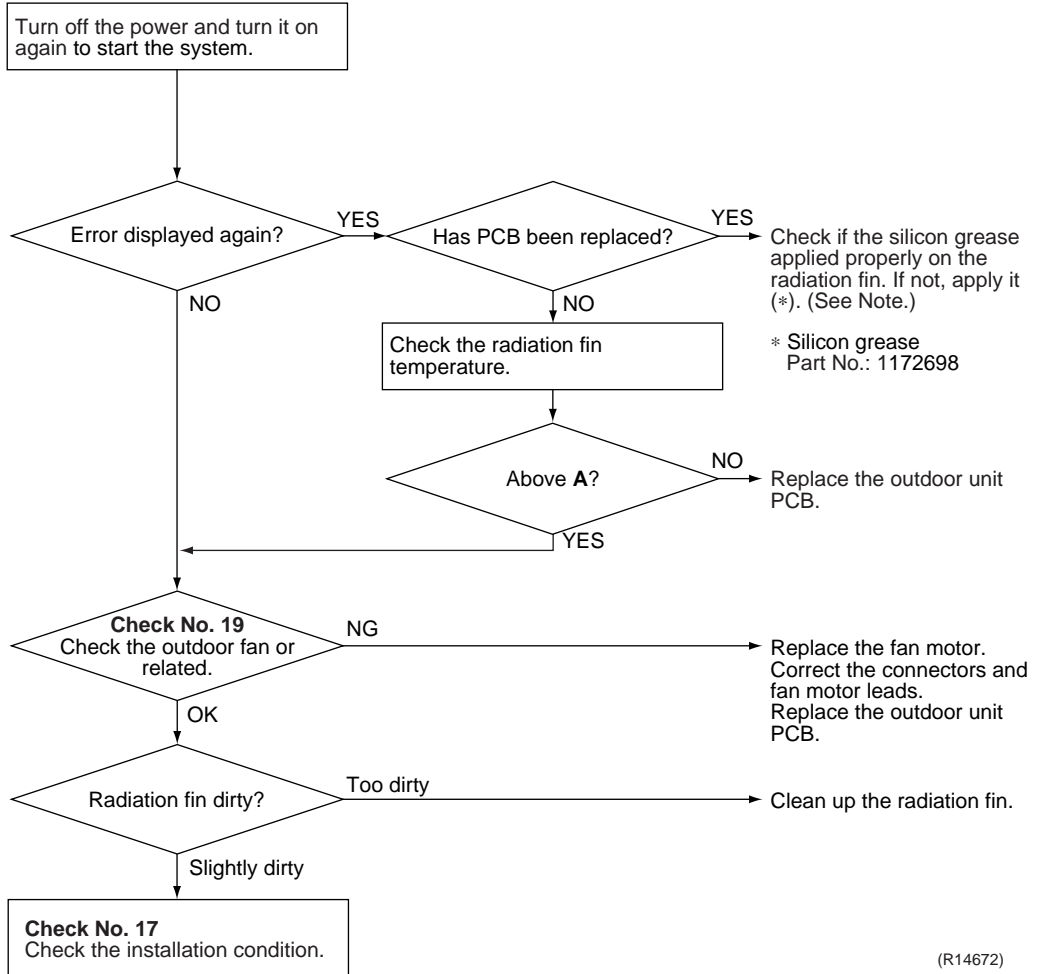 Turn off the power and turn it on
again to start the system.
Error displayed again?
YES
Has PCB been replaced?
YES
Check if the silicon grease
applied properly on the
radiation fin. If not, apply it
(∗). (See Note.)
∗ Silicon grease
Part No.: 1172698
NO
NO
Check the radiation fin
temperature.
Above A?
NO
Replace the outdoor unit
PCB.
YES
Check No. 19
Check the outdoor fan or
related.
NG
Replace the fan motor.
Correct the connectors and
fan motor leads.
Replace the outdoor unit
PCB.
OK
Radiation fin dirty?
Too dirty
Clean up the radiation fin.
Slightly dirty
Check No. 17
Check the installation condition.
(R14672)